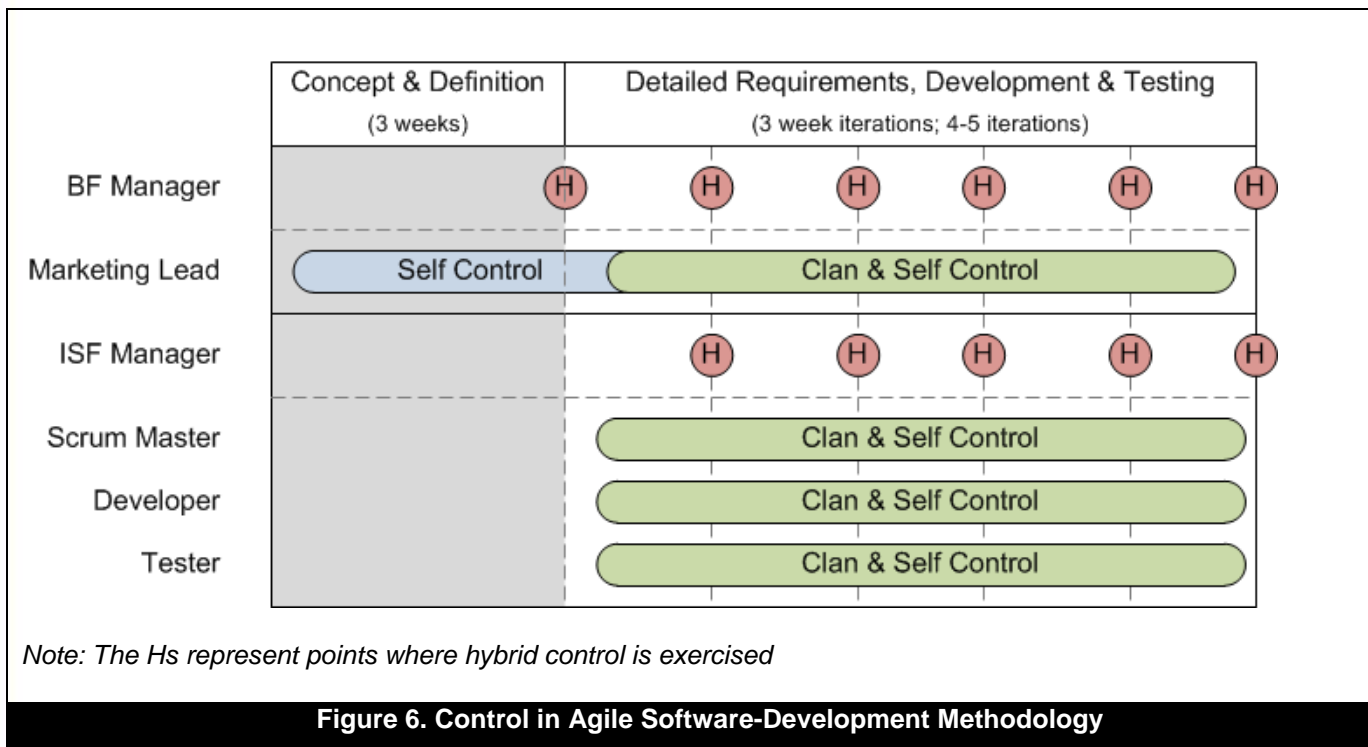 Concept & Definition
(3 weeks)
Detailed Requirements, Development & Testing
(3 week iterations; 4-5 iterations)
BF Manager
H H H H H H
Marketing Lead
Self Control
Clan & Self Control
ISF Manager
H H H H H
Scrum Master
Clan & Self Control
Developer
Clan & Self Control
Tester
Clan & Self Control
Note: The Hs represent points where hybrid control is exercised
Figure 6. Control in Agile Software-Development Methodology